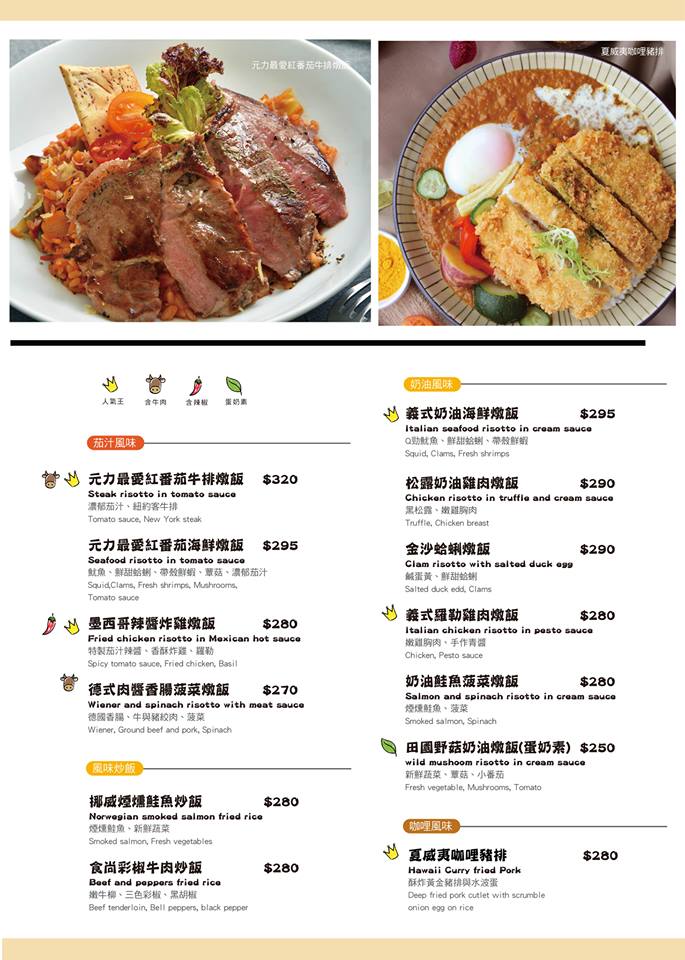 元力最愛紅番茄牛排燉飯
夏威夷咖哩豬排
人氣王
含牛肉
含辣椒
蛋奶素
茄汁風味
元力最愛紅番茄牛排燉飯 $320
Steak risotto in tomato sauce
濃郁茄汁、紐約客牛排
Tomato sauce, New York steak
元力最愛紅番茄海鮮燉飯 $295
Seafood risotto in tomato sauce
魷魚、鮮甜蛤蜊、帶殼鮮蝦、蕈菇、濃郁茄汁
Squid,Clams, Fresh shrimps, Mushrooms,
Tomato sauce
墨西哥辣醬炸雞燉飯 $280
Fried chicken risotto in Mexican hot sauce
特製茄汁辣醬、香酥炸雞、羅勒
Spicy tomato sauce, Fried chicken, Basil
德式肉醬香腸菠菜燉飯 $270
Wiener and spinach risotto with meat sauce
德國香腸、牛與豬絞肉、菠菜
Wiener, Ground beef and pork, Spinach
風味炒飯
挪威煙燻鮭魚炒飯 $280
Norwegian smoked salmon fried rice
煙燻鮭魚、新鮮蔬菜
Smoked salmon, Fresh vegetables
食尚彩椒牛肉炒飯 $280
Beef and peppers fried rice
嫩牛柳、三色彩椒、黑胡椒
Beef tenderloin, Bell peppers, black pepper
奶油風味
義式奶油海鮮燉飯 $295
Italian seafood risotto in cream sauce
Q勁魷魚、鮮甜蛤蜊、帶殼鮮蝦
Squid, Clams, Fresh shrimps
松露奶油雞肉燉飯 $290
Chicken risotto in truffle and cream sauce
黑松露、嫩雞胸肉
Truffle, Chicken breast
金沙蛤蜊燉飯 $290
Clam risotto with salted duck egg
鹹蛋黃、鮮甜蛤蜊
Salted duck edd, Clams
義式羅勒雞肉燉飯 $280
Italian chicken risotto in pesto sauce
嫩雞胸肉、手作青醬
Chicken, Pesto sauce
奶油鮭魚菠菜燉飯 $280
Salmon and spinach risotto in cream sauce
煙燻鮭魚、菠菜
Smoked salmon, Spinach
田園野菇奶油燉飯(蛋奶素) $250
wild mushoom risotto in cream sauce
新鮮蔬菜、蕈菇、小番茄
Fresh vegetable, Mushrooms, Tomato
咖哩風味
夏威夷咖哩豬排 $280
Hawaii Curry fried Pork
酥炸黃金豬排與水波蛋
Deep fried pork cutlet with scrumble
onion egg on rice